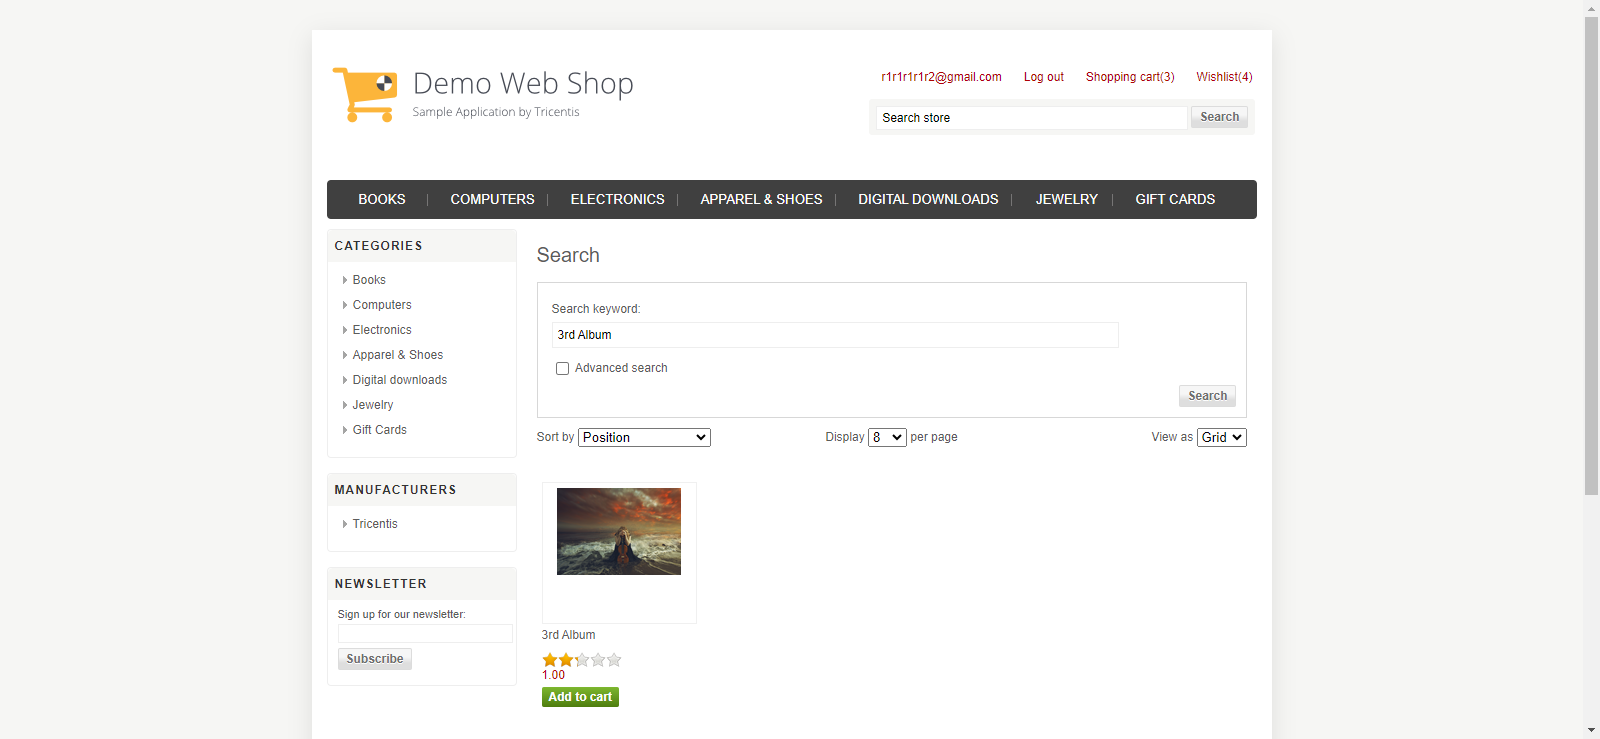 Demo Web Shop
Sample Application by Tricentis
r1r1r1r1r2@gmail.com Log out Shopping cart(3) Wishlist(4)
Search store Search
BOOKS COMPUTERS ELECTRONICS APPAREL & SHOES DIGITAL DOWNLOADS JEWELRY GIFT CARDS
CATEGORIES
Books
Computers
Electronics
Apparel & Shoes
Digital downloads
Jewelry
Gift Cards
MANUFACTURERS
Tricentis
NEWSLETTER
Sign up for our newsletter:
Subscribe
Search
Search keyword:
3rd Album
Advanced search
Search
Sort by Position Display 8 per page View as Grid
3rd Album
1.00
Add to cart